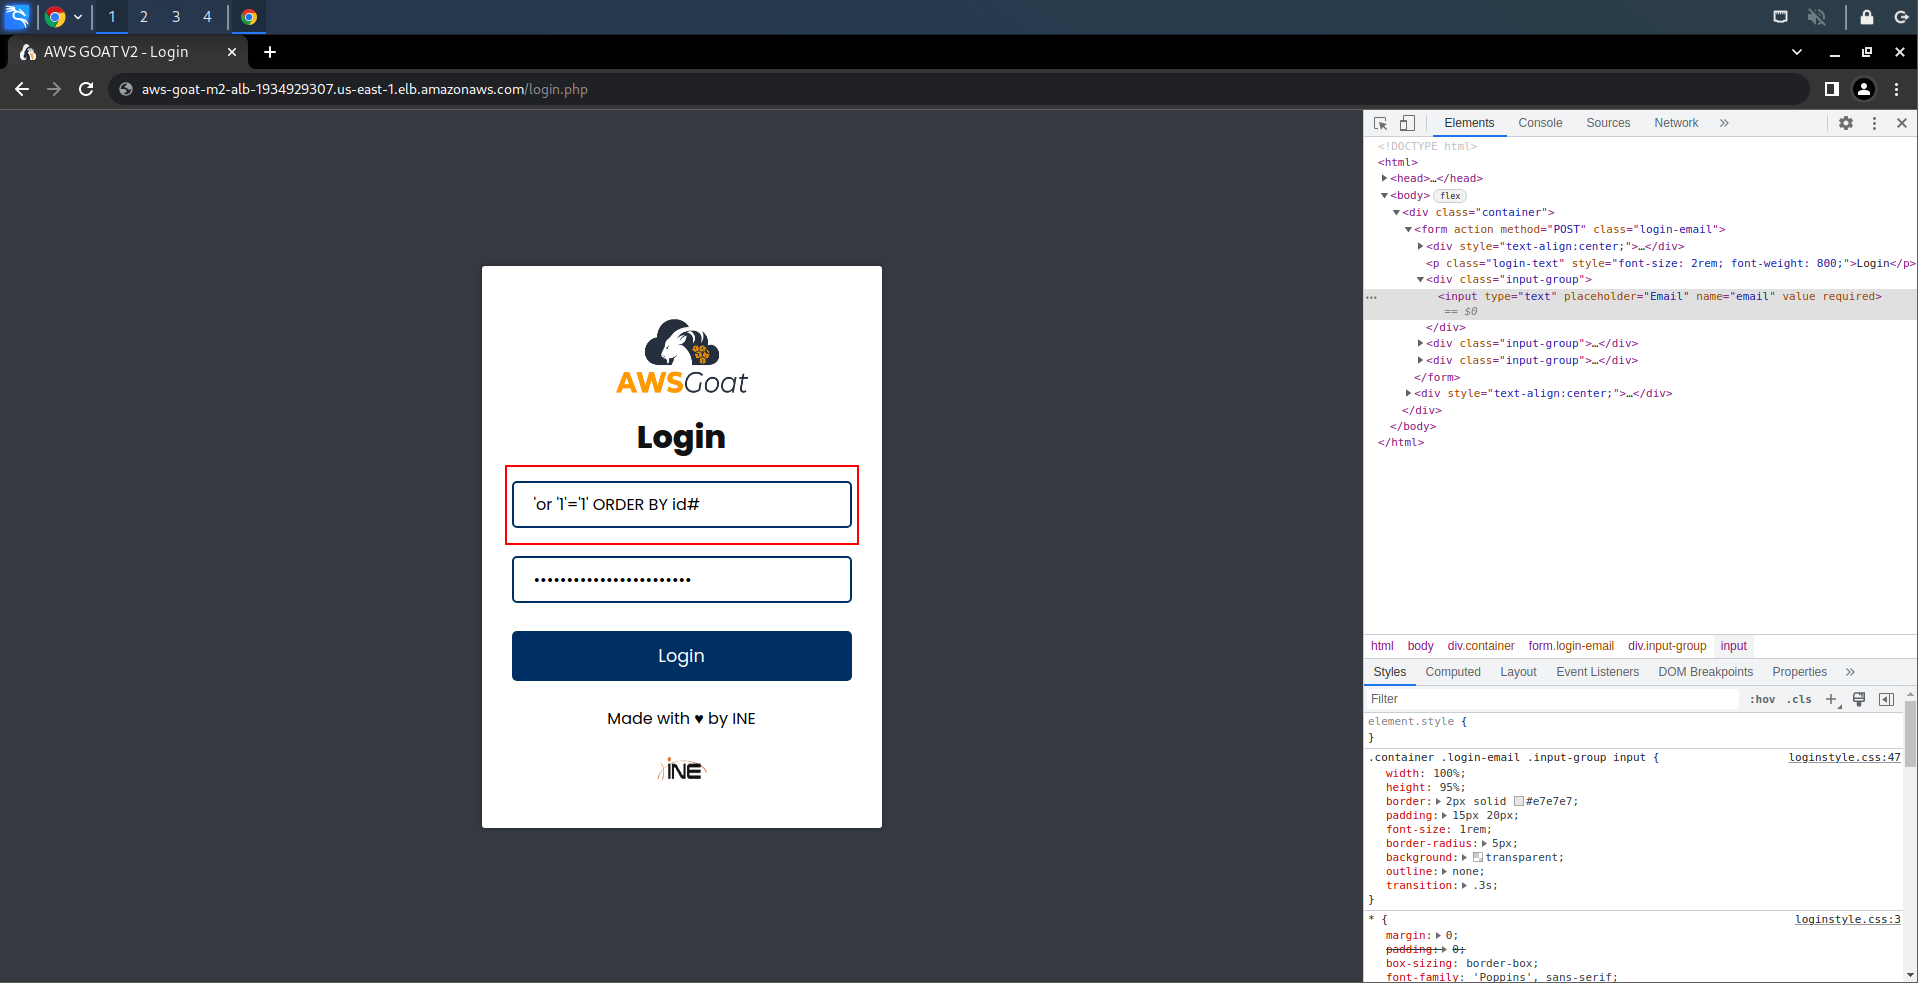 1 2 3 4
AWS GOAT V2 - Login
aws-goat-m2-alb-1934929307.us-east-1.elb.amazonaws.com/login.php
AWSGoat
Login
'or '1'='1' ORDER BY id#
••••••••••••••••••••••••
Login
Made with ♥ by INE
INE
Elements Console Sources Network »
<!DOCTYPE html>
<html>
<head>…</head>
<body> flex
<div class="container">
<form action method="POST" class="login-email">
<div style="text-align:center;">…</div>
<p class="login-text" style="font-size: 2rem; font-weight: 800;">Login</p>
<div class="input-group">
<input type="text" placeholder="Email" name="email" value required>
== $0
</div>
<div class="input-group">…</div>
<div class="input-group">…</div>
</form>
<div style="text-align:center;">…</div>
</div>
</body>
</html>
html body div.container form.login-email div.input-group input
Styles Computed Layout Event Listeners DOM Breakpoints Properties »
Filter :hov .cls +
element.style {
}
.container .login-email .input-group input { loginstyle.css:47
width: 100%;
height: 95%;
border: 2px solid #e7e7e7;
padding: 15px 20px;
font-size: 1rem;
border-radius: 5px;
background: transparent;
outline: none;
transition: .3s;
}
* { loginstyle.css:3
margin: 0;
padding: 0;
box-sizing: border-box;
font-family: 'Poppins', sans-serif;